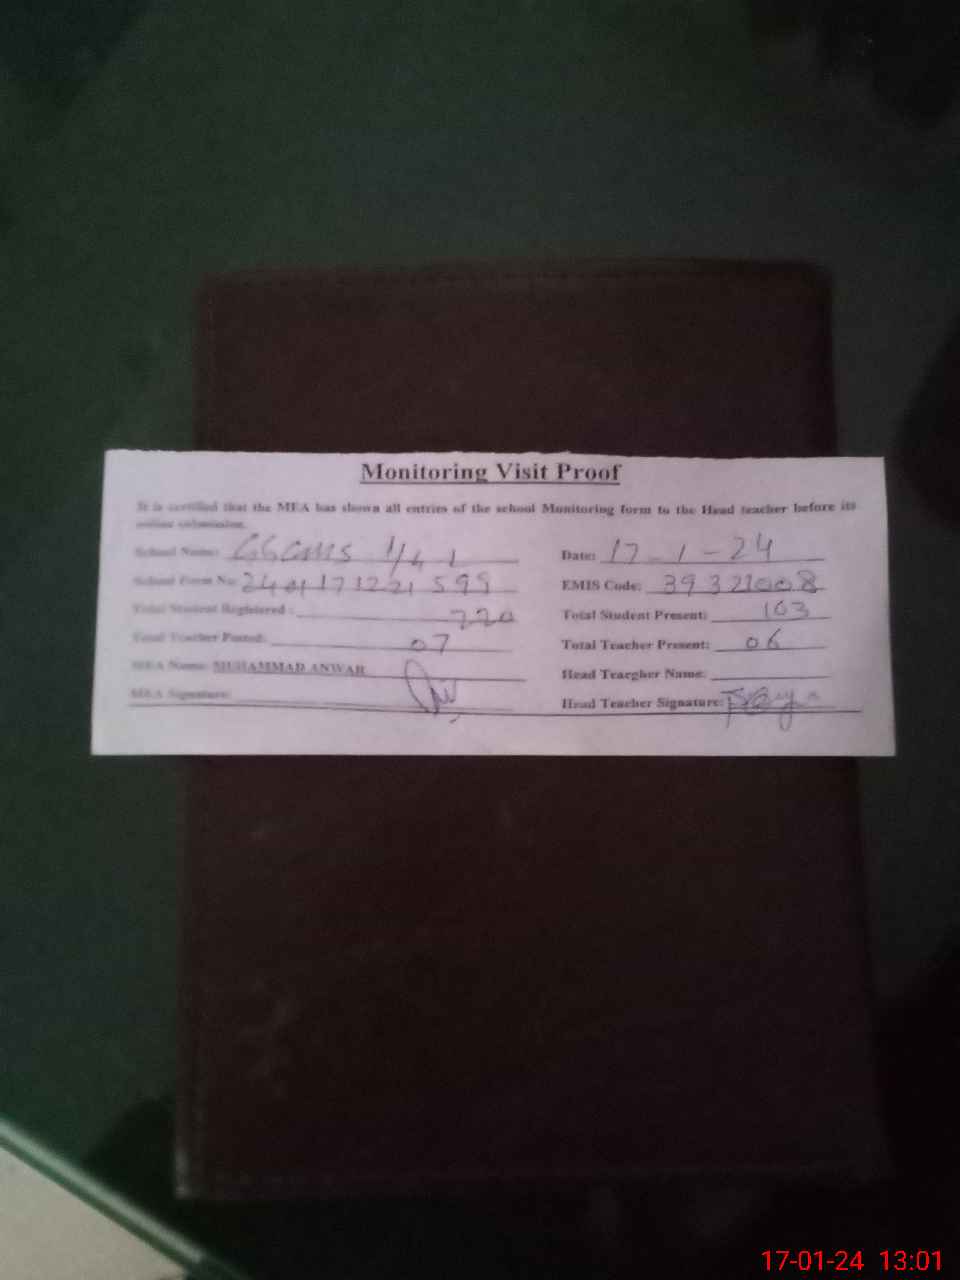 Monitoring Visit Proof
It is certified that the MEA has shown all entries of the school Monitoring form to the Head teacher before its
online submission.
School Name: GGCMS 1/4 L Date: 17-1-24
School Form No: EMIS Code: 39321008
Total Student Registered: 220 Total Student Present: 103
Total Teacher Posted: 07 Total Teacher Present: 06
MEA Name: MUHAMMAD ANWAR Head Teargher Name:
MEA Signature: Head Teacher Signature:
17-01-24 13:01